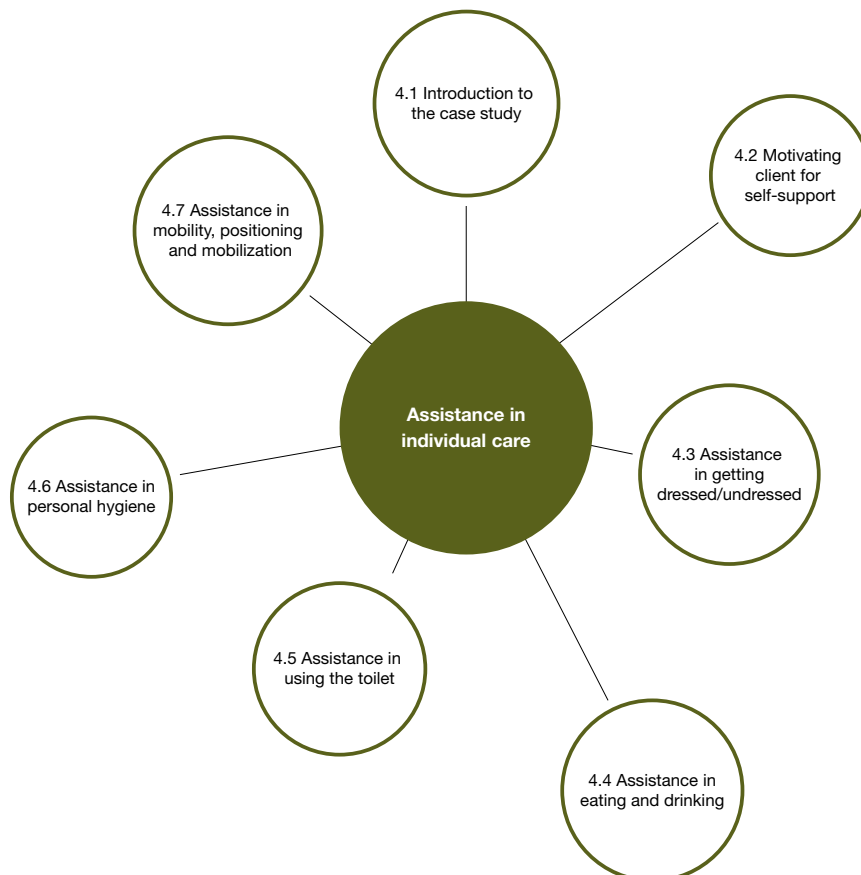 4.1 Introduction to
the case study
4.2 Motivating
client for
self-support
4.7 Assistance in
mobility, positioning
and mobilization
Assistance in
individual care
4.3 Assistance
in getting
dressed/undressed
4.6 Assistance in
personal hygiene
4.5 Assistance in
using the toilet
4.4 Assistance in
eating and drinking